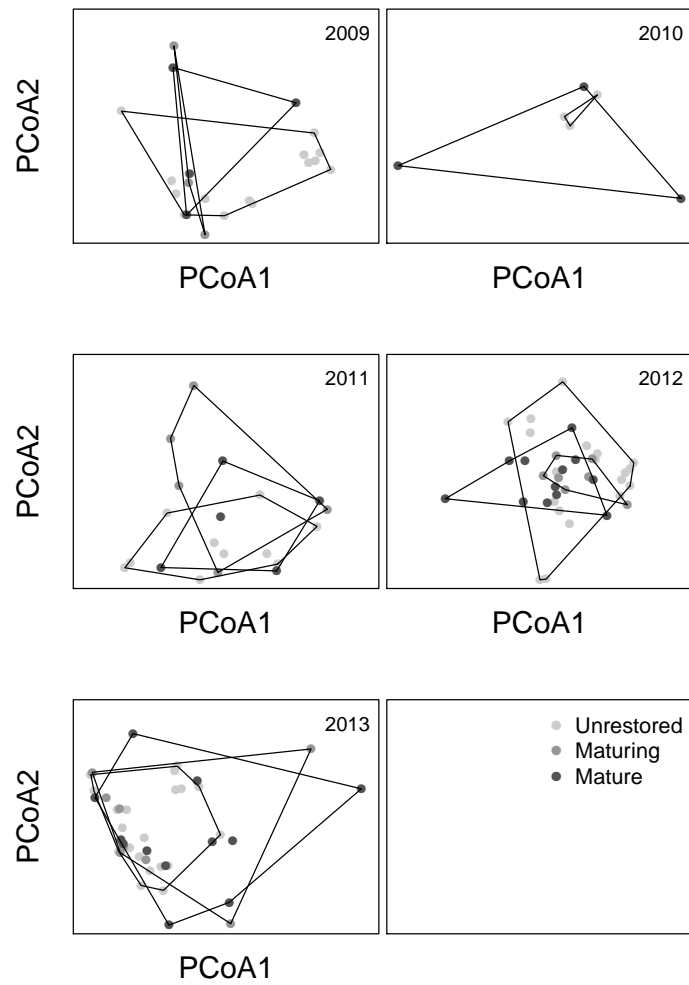 2009
2010
PCoA2
PCoA1
PCoA1
2011
2012
PCoA2
PCoA1
PCoA1
2013
Unrestored
Maturing
Mature
PCoA2
PCoA1